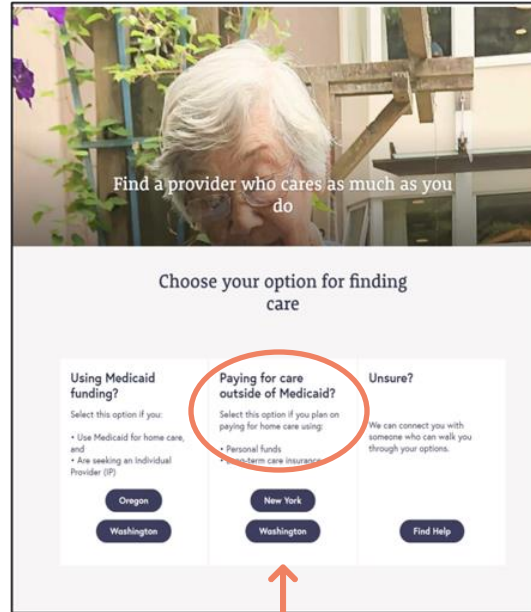 Find a provider who cares as much as you
do
Choose your option for finding
care
Using Medicaid
funding?
Select this option if you:
• Use Medicaid for home care,
and
• Are seeking an Individual
Provider (IP)
Oregon
Washington
Paying for care
outside of Medicaid?
Select this option if you plan on
paying for home care using:
• Personal funds
• Long-term care insurance
New York
Washington
Unsure?
We can connect you with
someone who can walk you
through your options.
Find Help